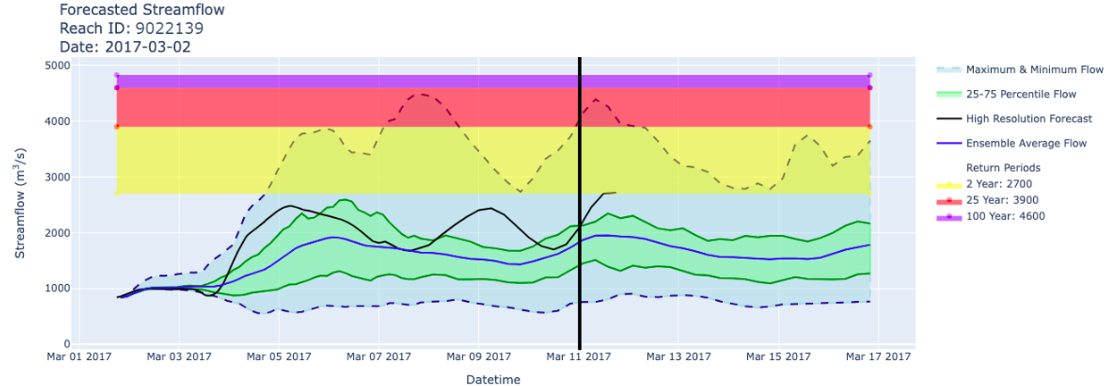 Forecasted Streamflow
Reach ID: 9022139
Date: 2017-03-02
5000
4000
3000
2000
1000
0
Streamflow (m³/s)
Mar 01 2017 Mar 03 2017 Mar 05 2017 Mar 07 2017 Mar 09 2017 Mar 11 2017 Mar 13 2017 Mar 15 2017 Mar 17 2017
Datetime
Maximum & Minimum Flow
25-75 Percentile Flow
High Resolution Forecast
Ensemble Average Flow
Return Periods
2 Year: 2700
25 Year: 3900
100 Year: 4600